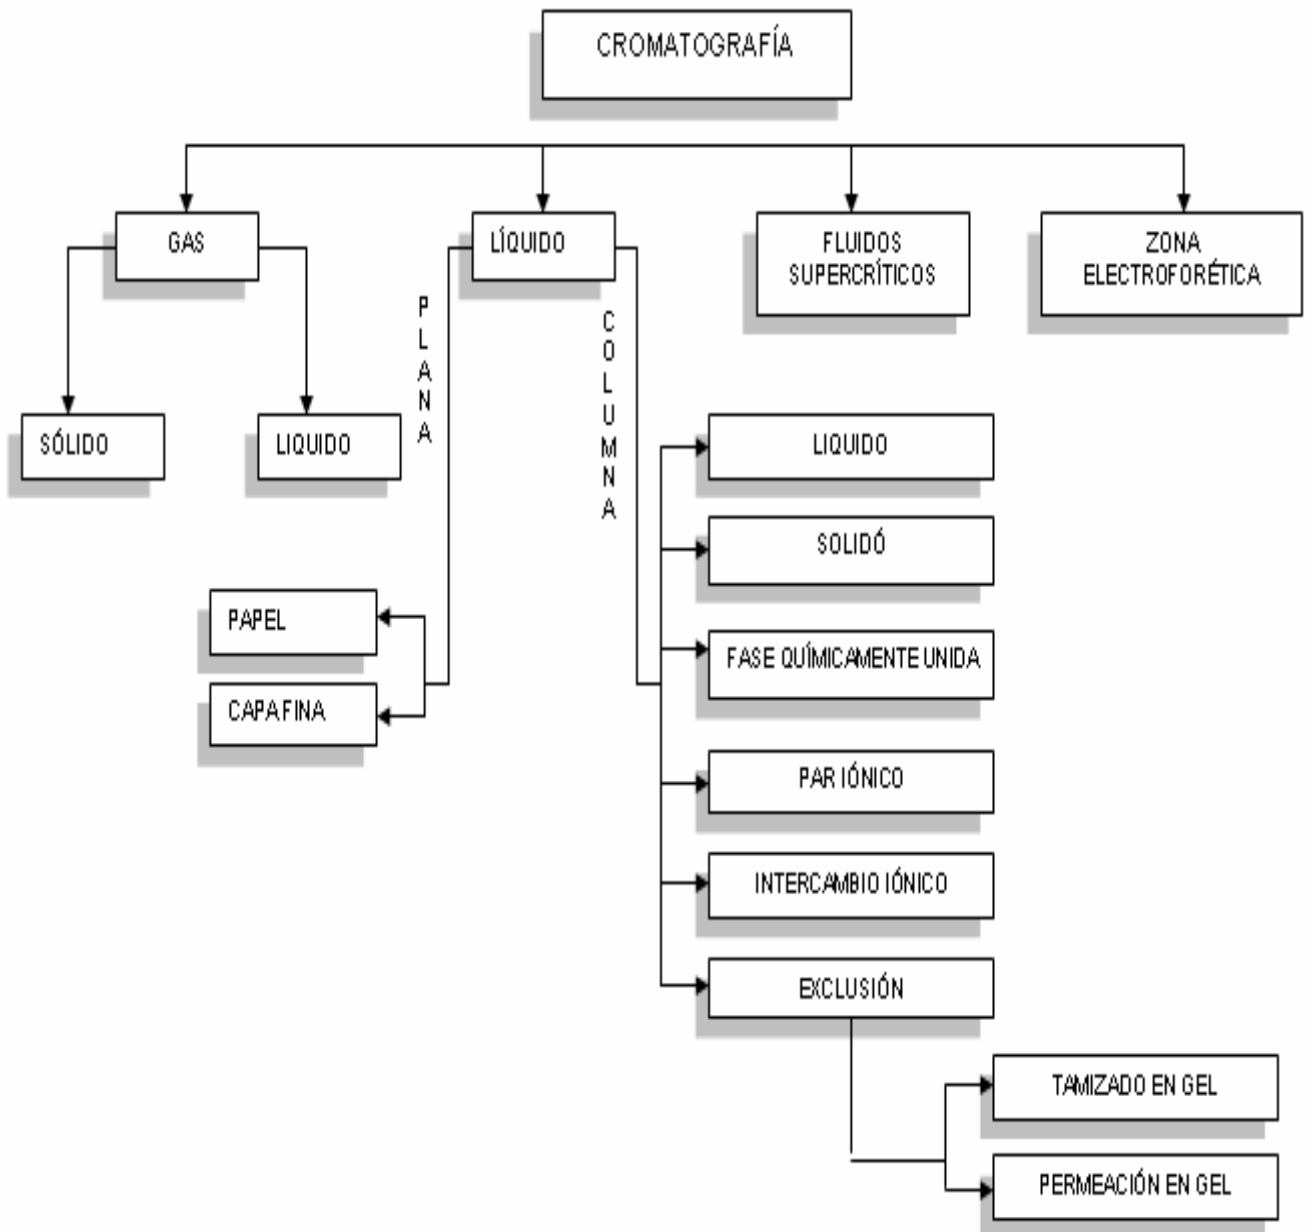 CROMATOGRAFÍA
GAS
LÍQUIDO
FLUIDOS
SUPERCRÍTICOS
ZONA
ELECTROFORÉTICA
PLANA
COLUMNA
SÓLIDO
LIQUIDO
LIQUIDO
SOLIDÓ
PAPEL
FASE QUÍMICAMENTE UNIDA
CAPA FINA
PAR IÓNICO
INTERCAMBIO IÓNICO
EXCLUSIÓN
TAMIZADO EN GEL
PERMEACIÓN EN GEL